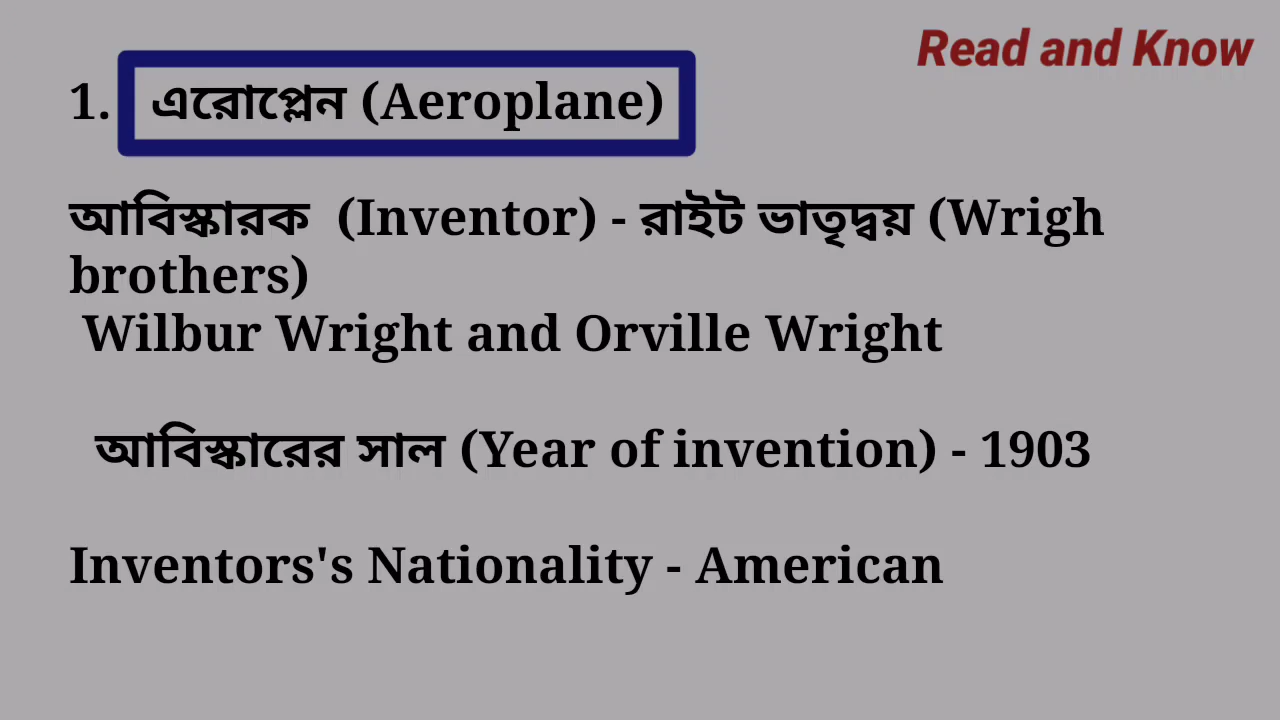 Read and Know
1. এরোপ্লেন (Aeroplane)
আবিস্কারক (Inventor) - রাইট ভাতৃদ্বয় (Wrigh
brothers)
Wilbur Wright and Orville Wright
আবিস্কারের সাল (Year of invention) - 1903
Inventors's Nationality - American